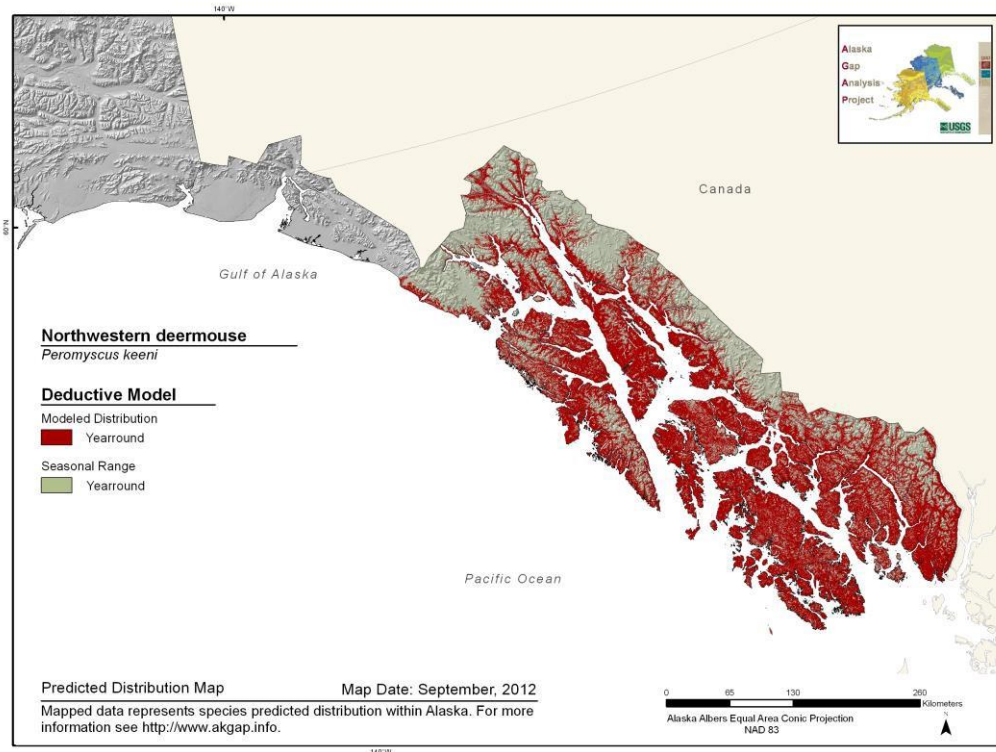 140°W
Alaska
Gap
Analysis
Project
USGS
Canada
60°N
Gulf of Alaska
Northwestern deermouse
Peromyscus keeni
Deductive Model
Modeled Distribution
Yearround
Seasonal Range
Yearround
Pacific Ocean
Predicted Distribution Map Map Date: September, 2012
Mapped data represents species predicted distribution within Alaska. For more
information see http://www.akgap.info.
0 65 130 260
Kilometers
Alaska Albers Equal Area Conic Projection
NAD 83
N
140°W